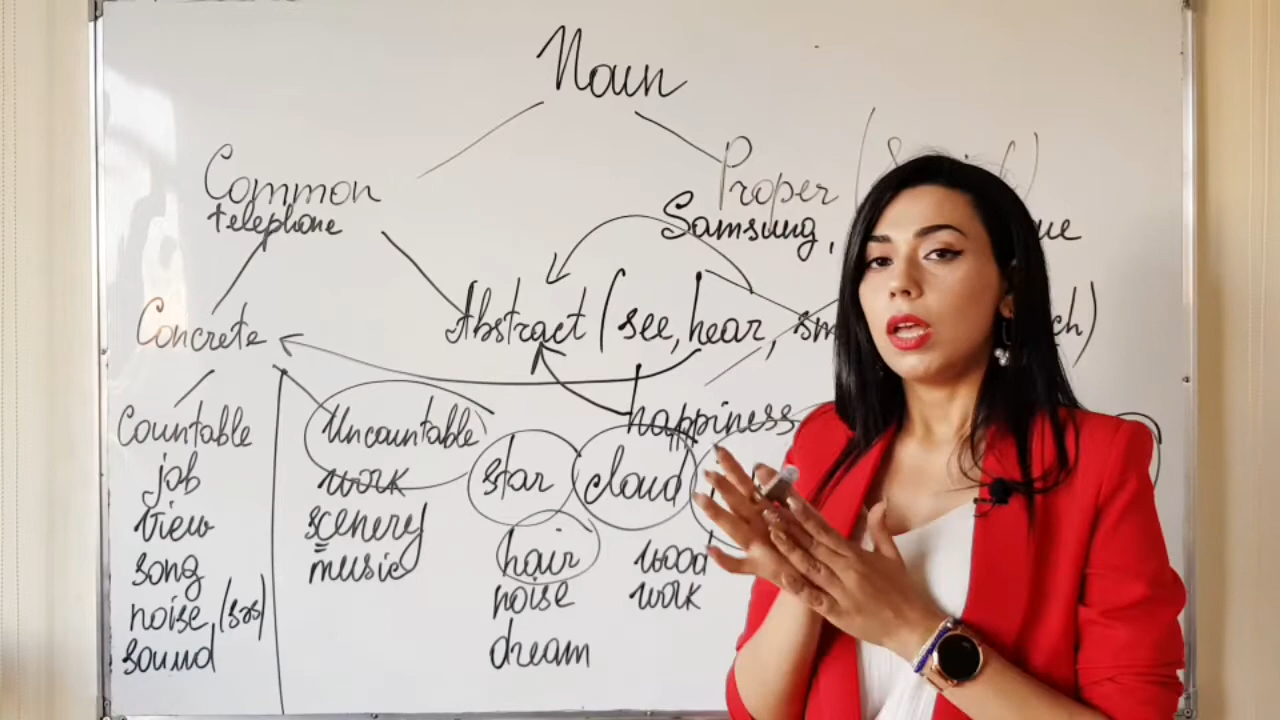 Noun
Common
Proper (
telephone
Samsung,
Concrete
Abstract (see, hear,
Countable
Uncountable
happiness
job
work
star
cloud
view
scenery
song
music
hair
wood
noise (səs)
noise
work
sound
dream